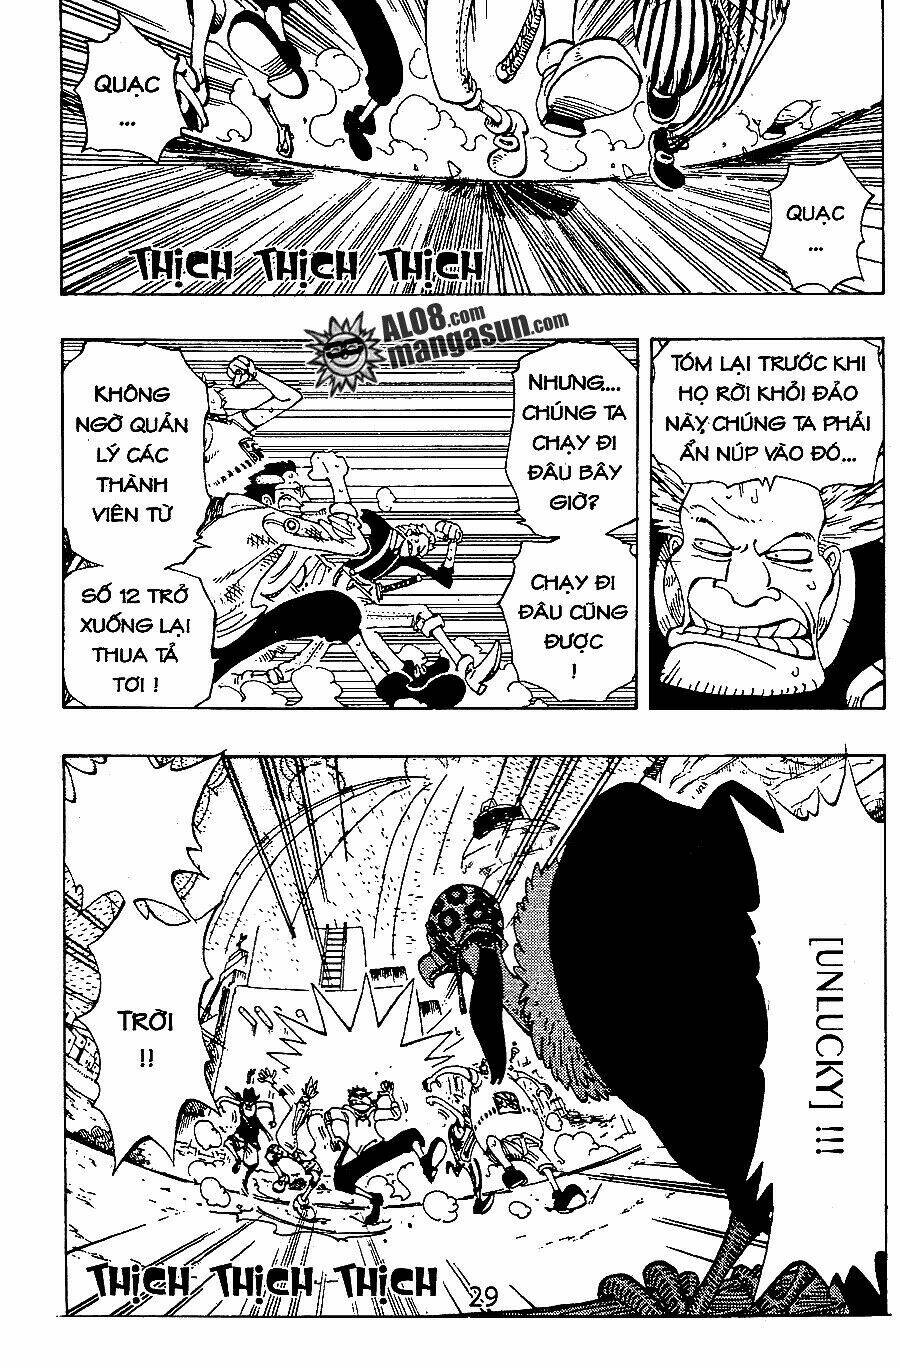 QUẠC
...
QUẠC
...
THỊCH THỊCH THỊCH
AL08.com
mangasun.com
TÓM LẠI TRƯỚC KHI
HỌ RỜI KHỎI ĐẢO
NÀY, CHÚNG TA PHẢI
ẨN NÚP VÀO ĐÓ...
NHƯNG...
CHÚNG TA
CHẠY ĐI
ĐÂU BÂY
GIỜ?
CHẠY ĐI
ĐÂU CŨNG
ĐƯỢC
!
KHÔNG
NGỜ QUẢN
LÝ CÁC
THÀNH
VIÊN TỪ
SỐ 12 TRỞ
XUỐNG LẠI
THUA TẢ
TƠI !
[UNLUCKY] !!!
TRỜI
!!
THỊCH THỊCH THỊCH
29